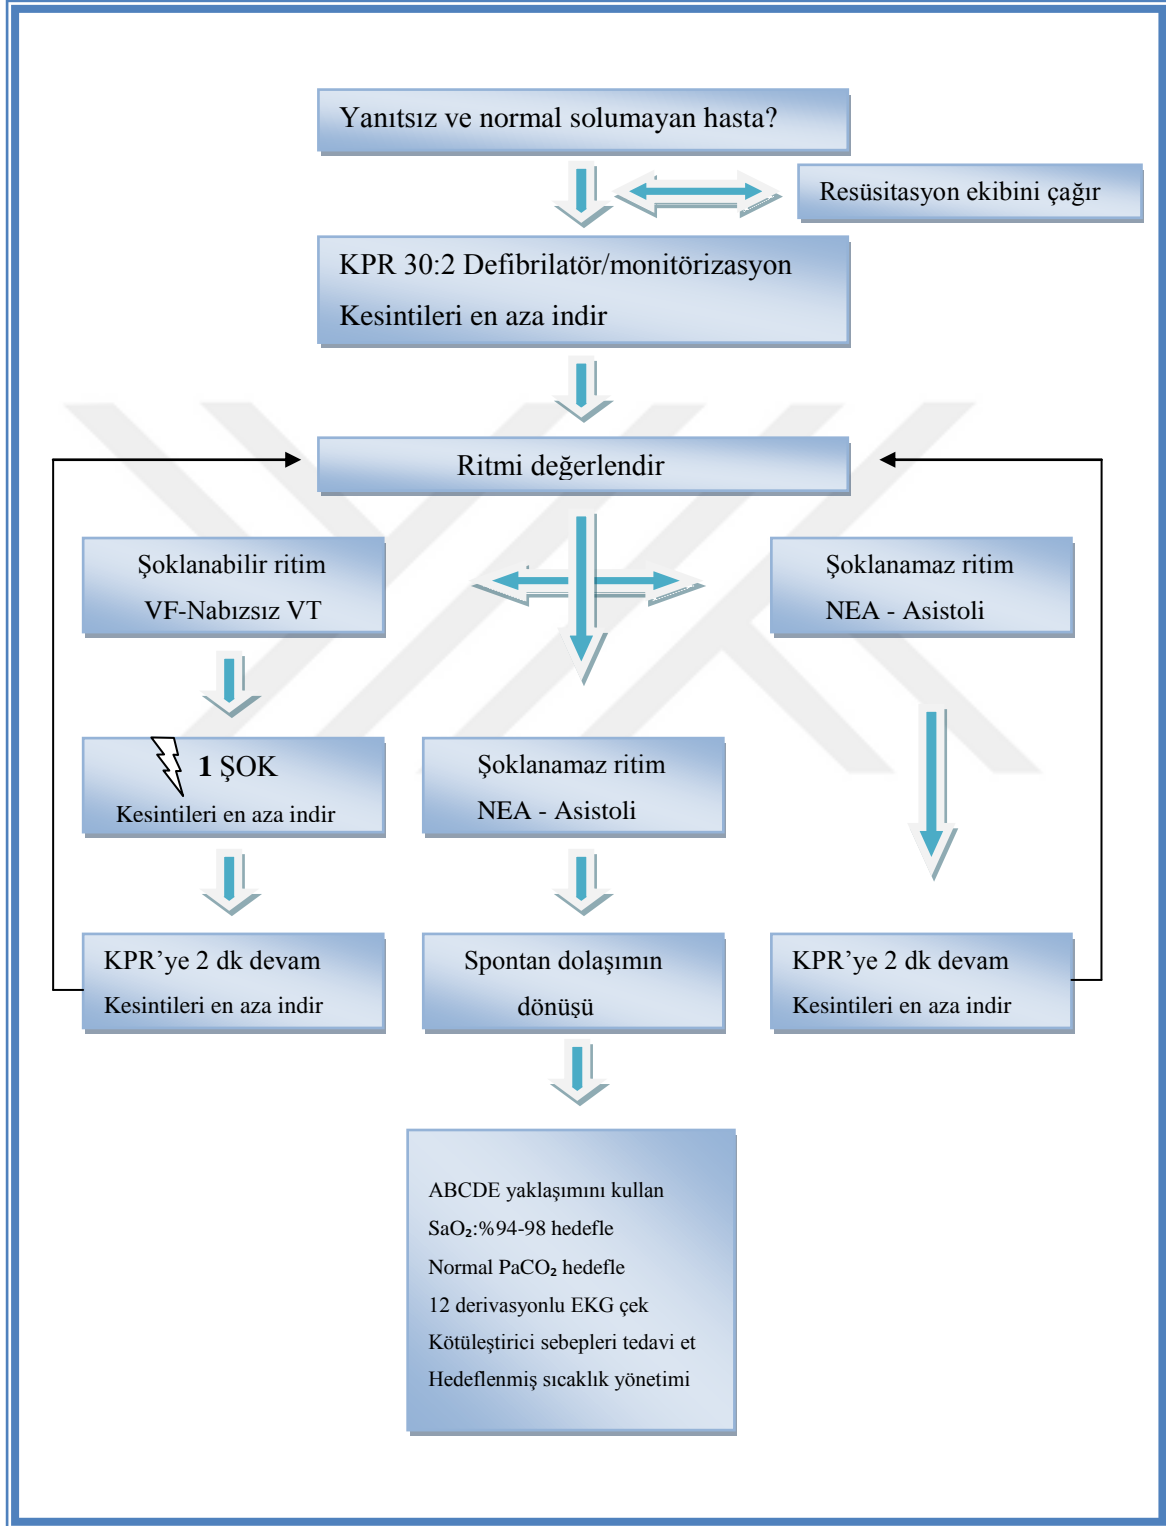 Yanıtsız ve normal solumayan hasta?
Resüsitasyon ekibini çağır
KPR 30:2 Defibrilatör/monitörizasyon
Kesintileri en aza indir
Ritmi değerlendir
Şoklanabilir ritim
VF-Nabızsız VT
Şoklanamaz ritim
NEA - Asistoli
1 ŞOK
Kesintileri en aza indir
Şoklanamaz ritim
NEA - Asistoli
KPR’ye 2 dk devam
Kesintileri en aza indir
Spontan dolaşımın
dönüşü
KPR’ye 2 dk devam
Kesintileri en aza indir
ABCDE yaklaşımını kullan
SaO₂:%94-98 hedefle
Normal PaCO₂ hedefle
12 derivasyonlu EKG çek
Kötüleştirici sebepleri tedavi et
Hedeflenmiş sıcaklık yönetimi